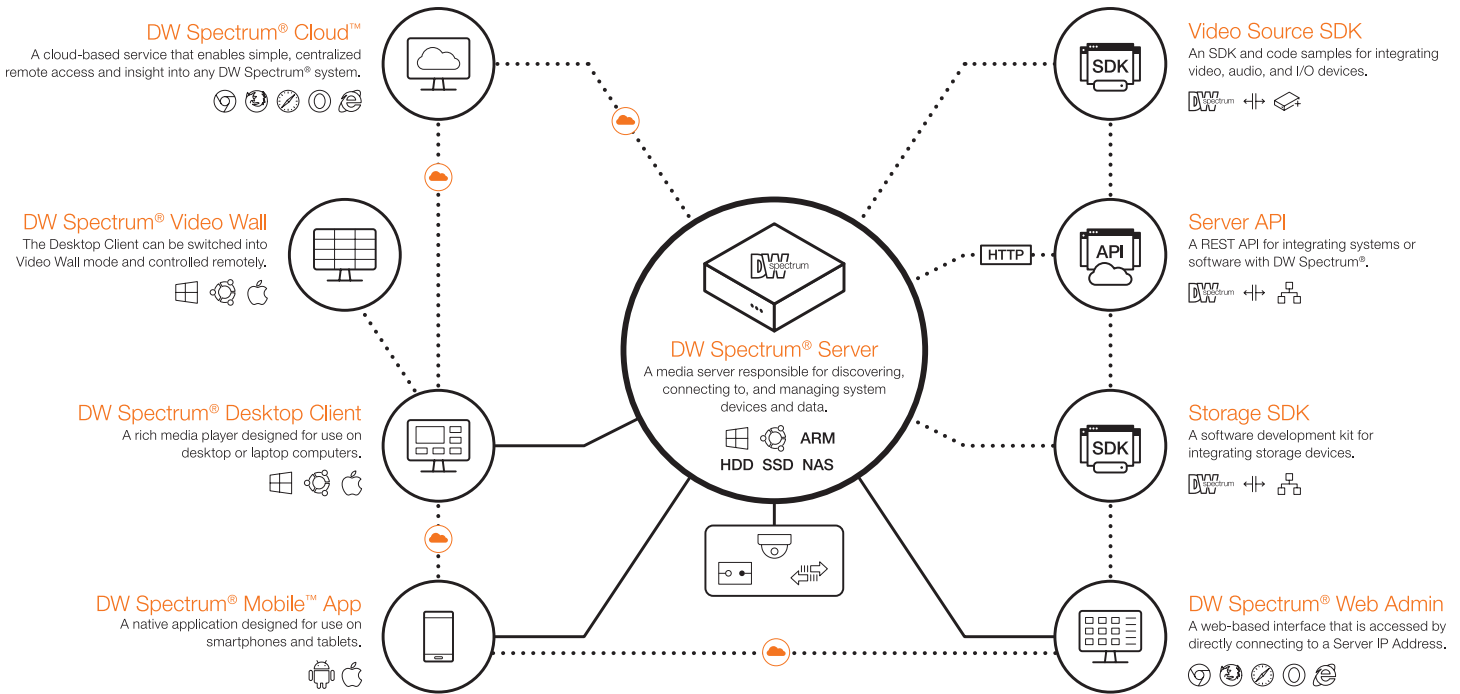 DW Spectrum® Cloud™
A cloud-based service that enables simple, centralized
remote access and insight into any DW Spectrum® system.
DW Spectrum® Video Wall
The Desktop Client can be switched into
Video Wall mode and controlled remotely.
DW Spectrum® Desktop Client
A rich media player designed for use on
desktop or laptop computers.
DW Spectrum® Mobile™ App
A native application designed for use on
smartphones and tablets.
DW spectrum
DW Spectrum® Server
A media server responsible for discovering,
connecting to, and managing system
devices and data.
ARM
HDD SSD NAS
HTTP
SDK
Video Source SDK
An SDK and code samples for integrating
video, audio, and I/O devices.
DW spectrum
API
Server API
A REST API for integrating systems or
software with DW Spectrum®.
DW spectrum
SDK
Storage SDK
A software development kit for
integrating storage devices.
DW spectrum
DW Spectrum® Web Admin
A web-based interface that is accessed by
directly connecting to a Server IP Address.